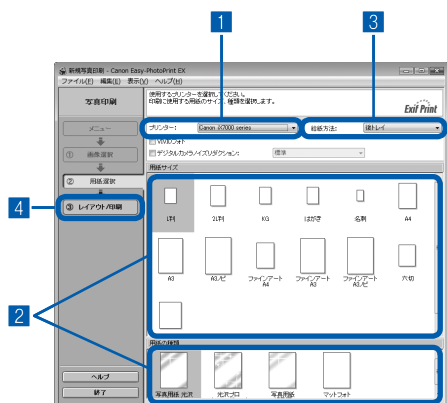 1
3
新規写真印刷 - Canon Easy-PhotoPrint EX
ファイル(F) 編集(E) 表示(V) ヘルプ(H)
写真印刷
使用するプリンターを選択してください。
印刷に使用する用紙のサイズ、種類を選択します。
Exif Print
メニュー
プリンター:
Canon iX7000 series
給紙方法:
後トレイ
VIVIDフォト
① 画像選択
デジタルカメラノイズリダクション:
標準
② 用紙選択
用紙サイズ
4
③ レイアウト/印刷
L判
2L判
KG
はがき
名刺
A4
A3
A3ノビ
ファインアート A4
ファインアート A3
ファインアート A3ノビ
六切
2
用紙の種類
写真用紙 光沢
光沢プロ
写真用紙
マットフォト
ヘルプ
終了